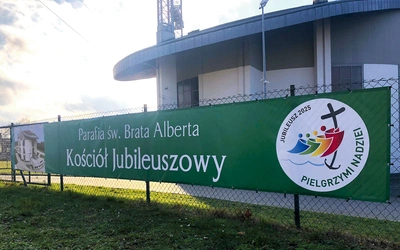 Parafia św. Brata Alberta
Kościół Jubileuszowy
JUBILEUSZ 2025
PIELGRZYMI NADZIEI